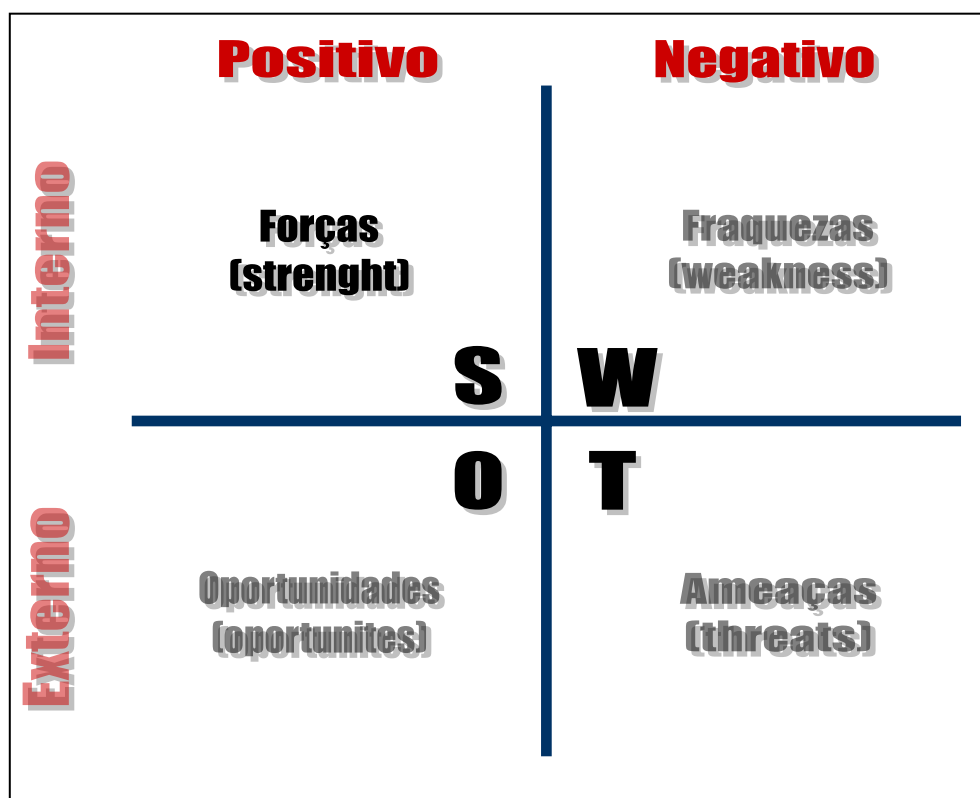 Positivo
Negativo
Interno
Forças
(strenght)
Fraquezas
(weakness)
S
W
O
T
Externo
Oportunidades
(oportunites)
Ameaças
(threats)